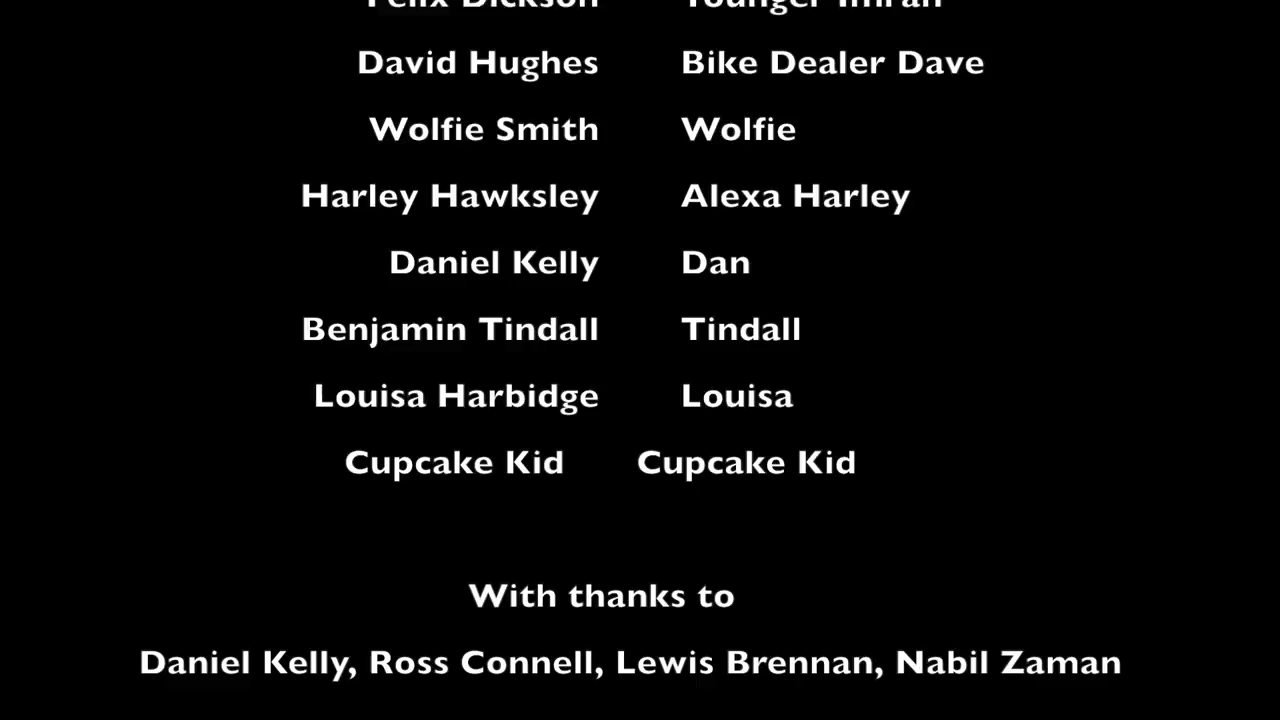 Felix Dickson Younger Imran
David Hughes Bike Dealer Dave
Wolfie Smith Wolfie
Harley Hawksley Alexa Harley
Daniel Kelly Dan
Benjamin Tindall Tindall
Louisa Harbidge Louisa
Cupcake Kid Cupcake Kid
With thanks to
Daniel Kelly, Ross Connell, Lewis Brennan, Nabil Zaman